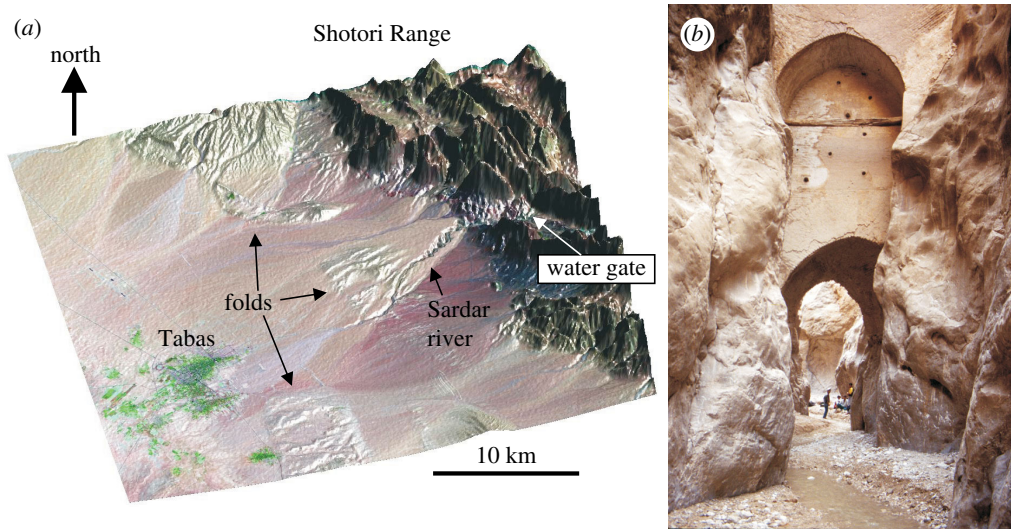 (a)
Shotori Range
north
water gate
folds
Sardar
river
Tabas
10 km
(b)